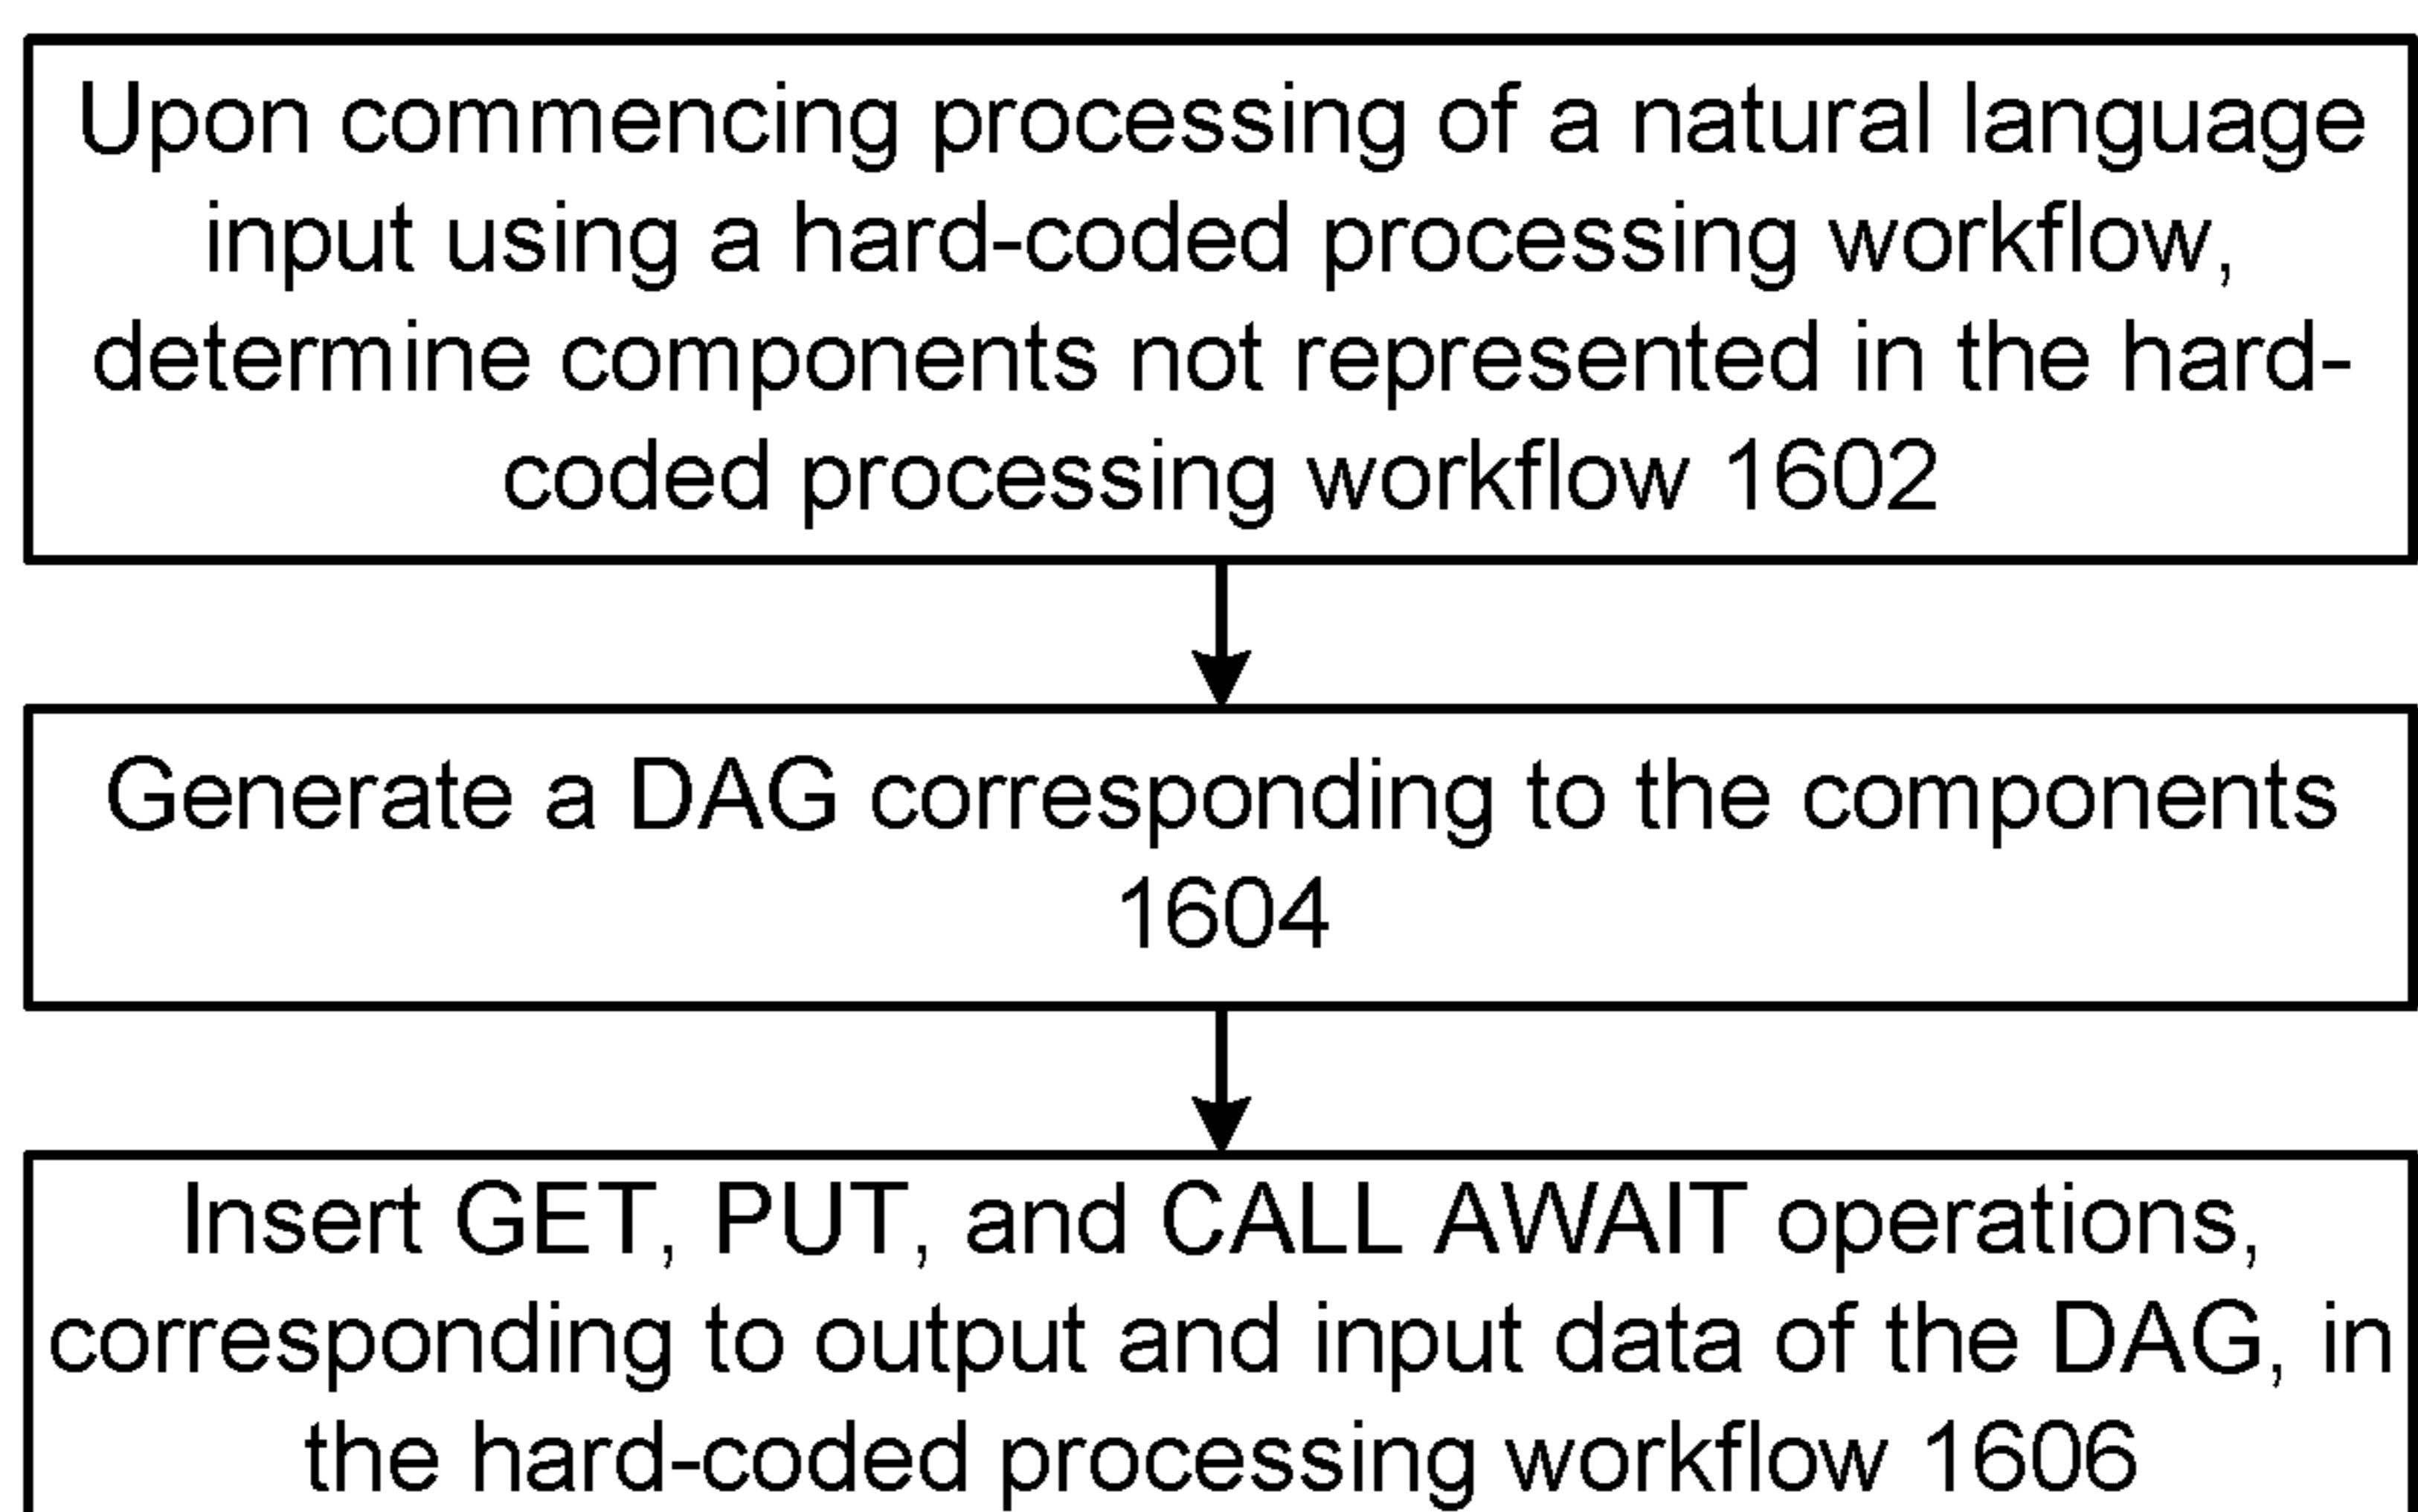 Upon commencing processing of a natural language
input using a hard-coded processing workflow,
determine components not represented in the hard-
coded processing workflow 1602
Generate a DAG corresponding to the components
1604
Insert GET, PUT, and CALL AWAIT operations,
corresponding to output and input data of the DAG, in
the hard-coded processing workflow 1606